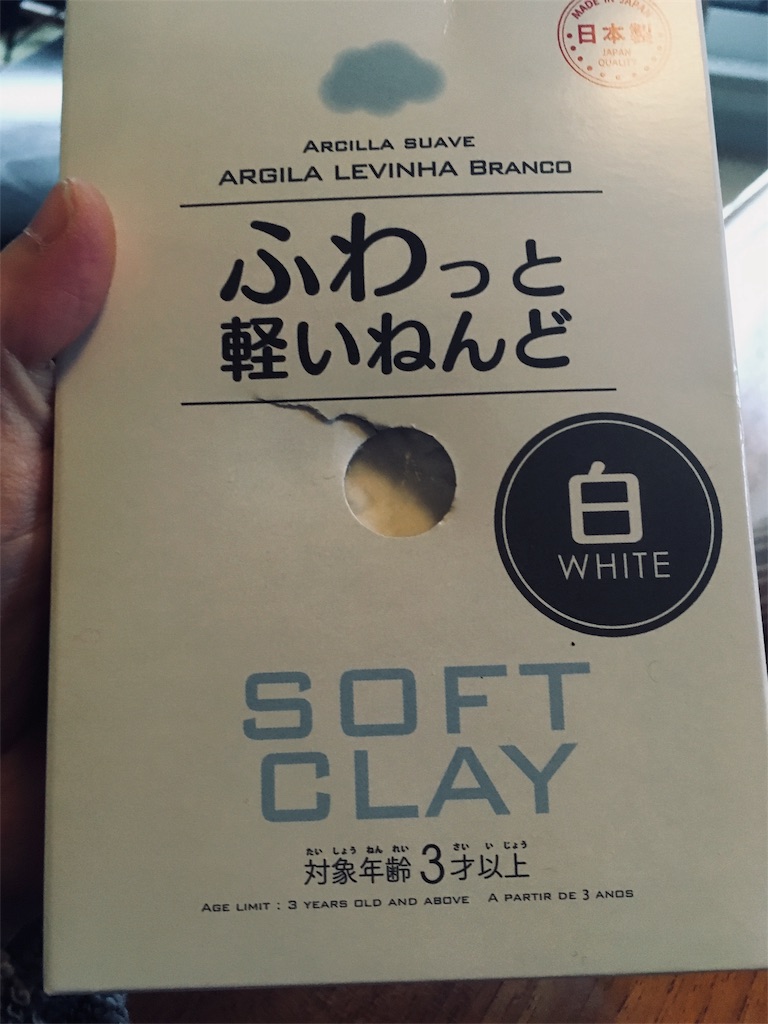 MADE IN JAPAN
日本製
JAPAN
QUALITY
ARCILLA SUAVE
ARGILA LEVINHA BRANCO
ふわっと
軽いねんど
白
WHITE
SOFT
CLAY
たいしょうねんれい さいいじょう
対象年齢3才以上
AGE LIMIT : 3 YEARS OLD AND ABOVE A PARTIR DE 3 ANOS